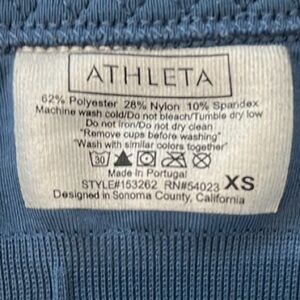 ATHLETA
62% Polyester 28% Nylon 10% Spandex
Machine wash cold/Do not bleach/Tumble dry low
Do not iron/Do not dry clean
"Remove cups before washing"
"Wash with similar colors together"
30
Made In Portugal
STYLE#153262 RN#54023 XS
Designed in Sonoma County, California